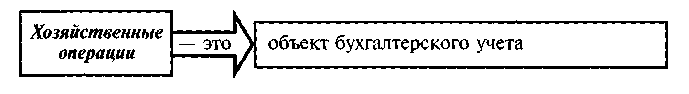 Хозяйственные
операции
— это
объект бухгалтерского учета